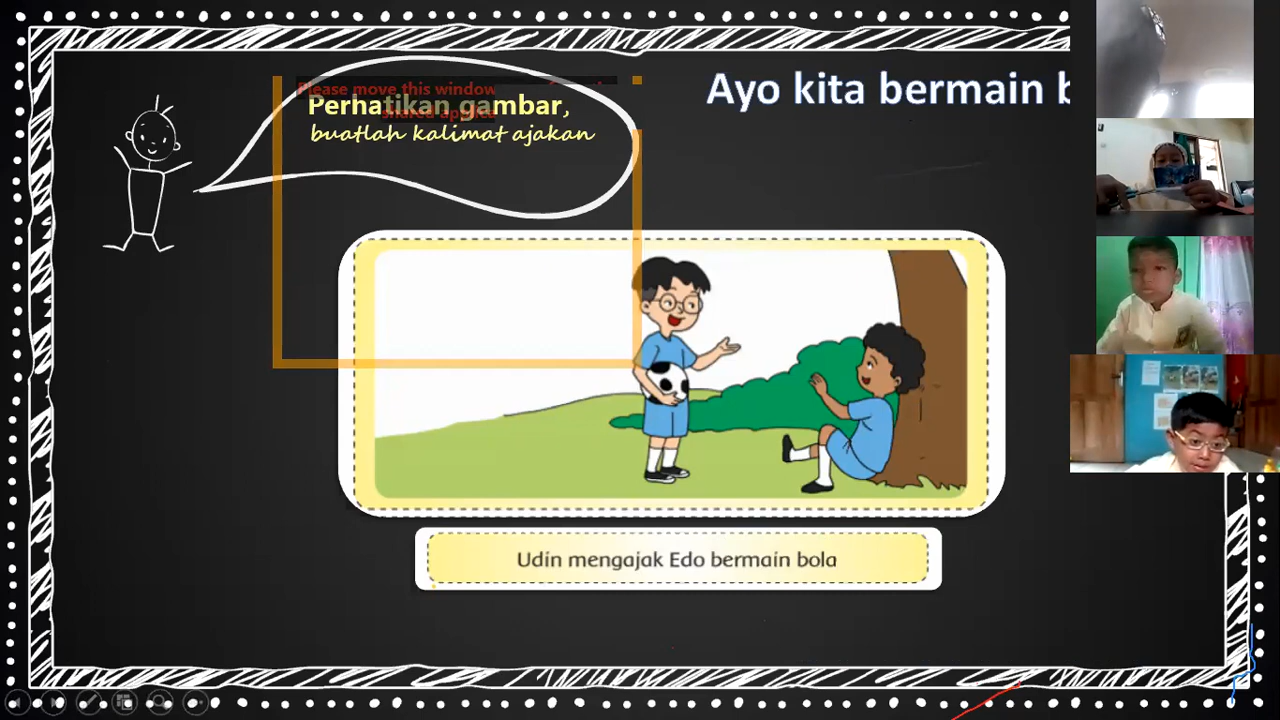 Please move this window
Perhatikan gambar,
buatlah kalimat ajakan
Ayo kita bermain
Udin mengajak Edo bermain bola